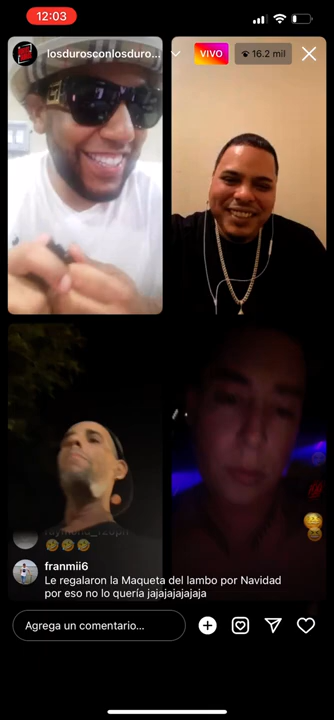 12:03
losdurosconlosduro...
VIVO
16.2 mil
franmii6
Le regalaron la Maqueta del lambo por Navidad
por eso no lo quería jajajajajajaja
Agrega un comentario...